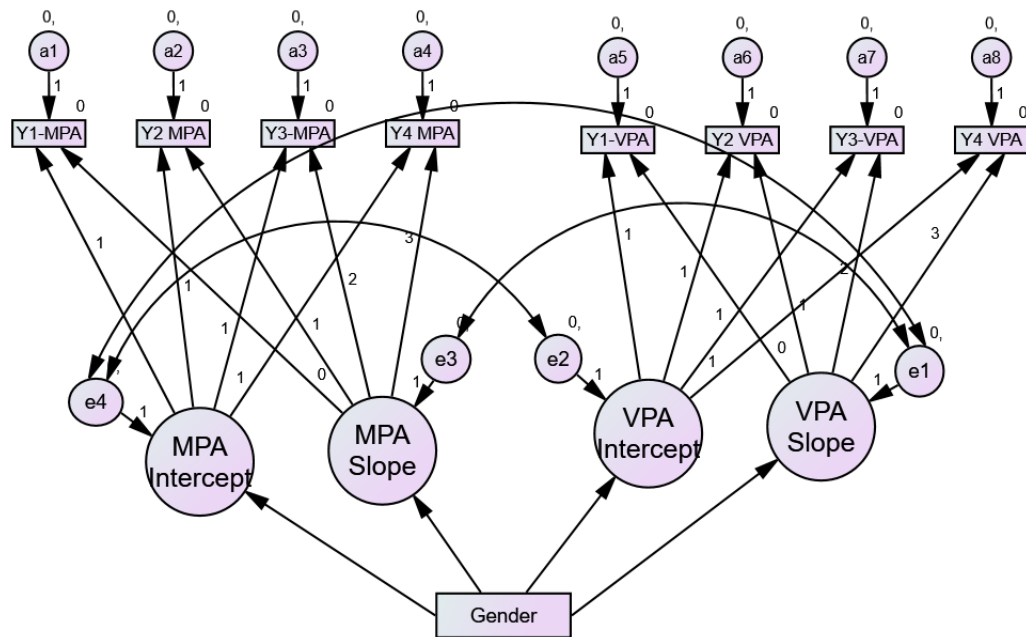 0, 0, 0, 0, 0, 0, 0, 0,
a1 a2 a3 a4 a5 a6 a7 a8
1 1 1 1 1 1 1 1
0 0 0 0 0 0 0 0
Y1-MPA Y2 MPA Y3-MPA Y4 MPA Y1-VPA Y2 VPA Y3-VPA Y4 VPA
1 3 1 3
1 2 1 2
1 1 1
0, 0, 0,
e3 e2 e1
1 0 1 0
1 1 1
e4 ,
1
MPA
Intercept
MPA
Slope
VPA
Intercept
VPA
Slope
Gender